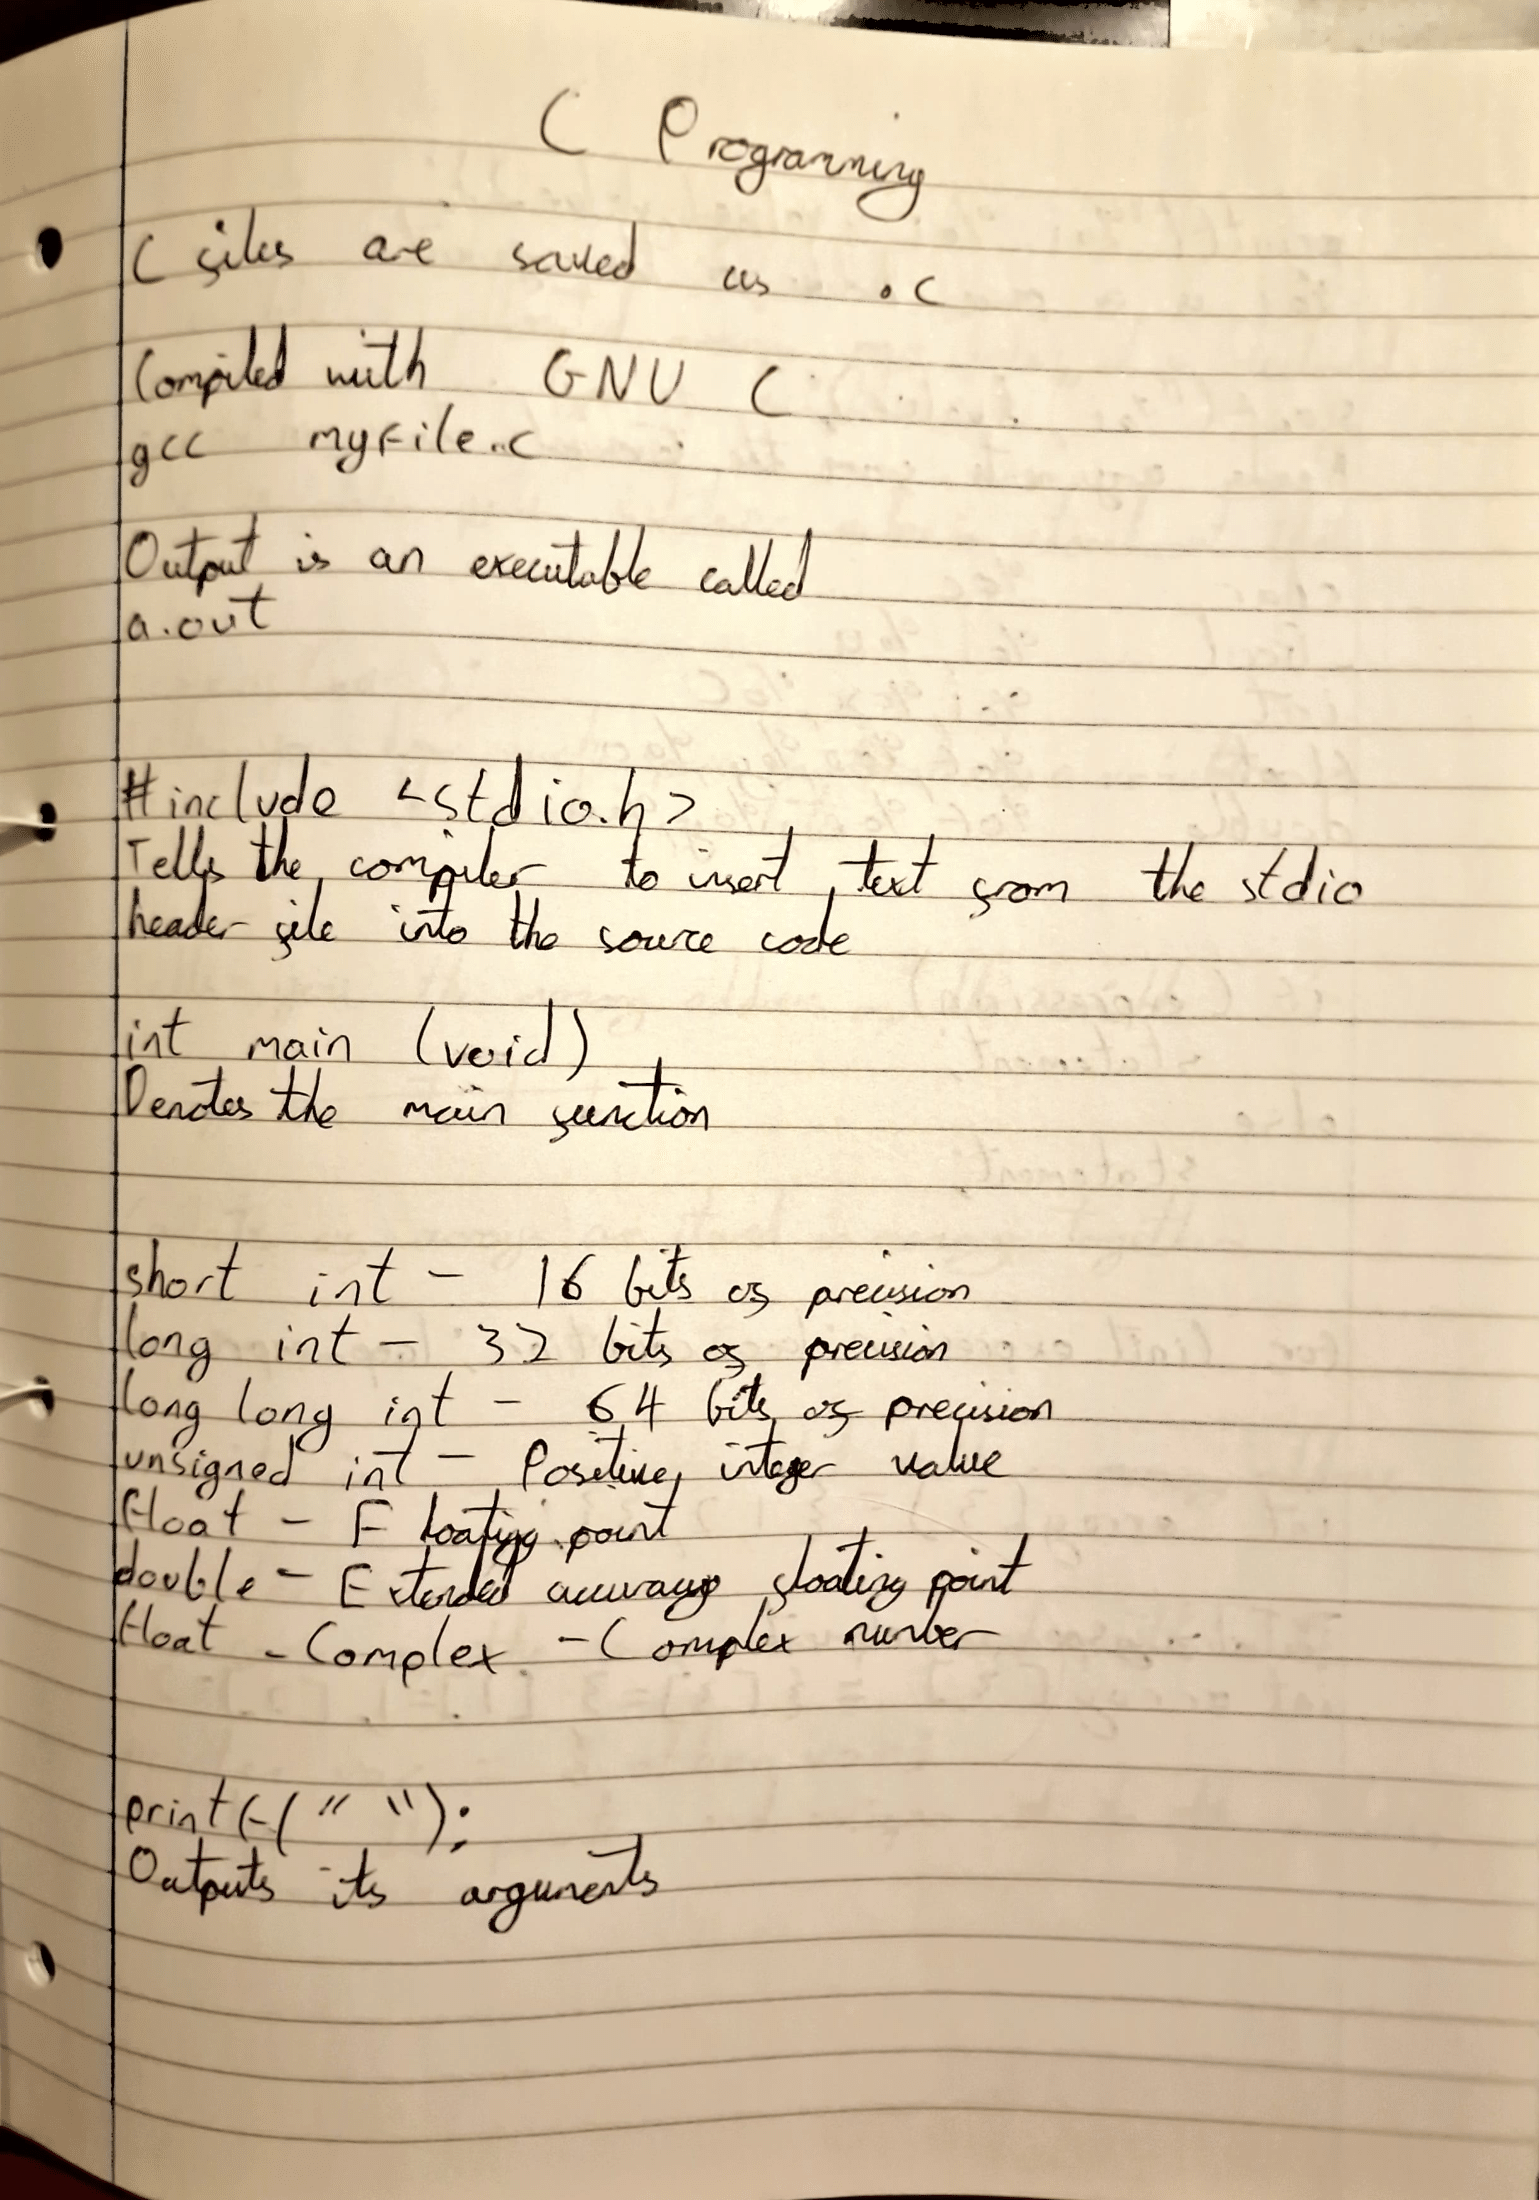 C Programming
C files are saved as .c
Compiled with GNU C
gcc myfile.c
Output is an executable called
a.out
#include <stdio.h>
Tells the compiler to insert text from the stdio
header file into the source code
int main (void)
Denotes the main function
short int - 16 bits of precision
long int - 32 bits of precision
long long int - 64 bits of precision
unsigned int - Positive integer value
float - Floating point
double - Extended accuracy floating point
float _Complex - Complex number
printf(" ");
Outputs its arguments